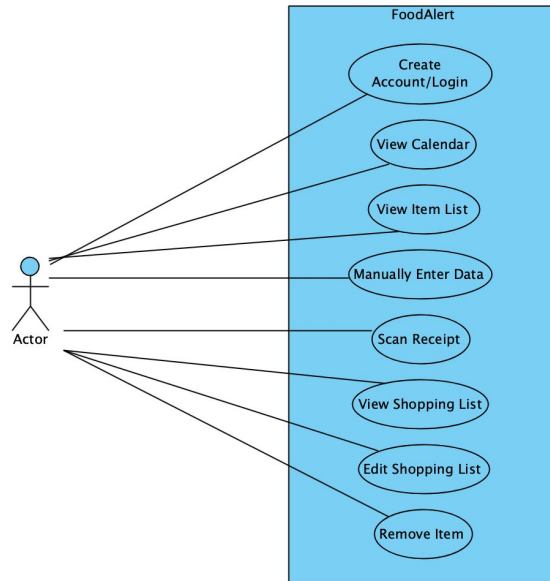 FoodAlert
Create
Account/Login
View Calendar
View Item List
Manually Enter Data
Actor
Scan Receipt
View Shopping List
Edit Shopping List
Remove Item